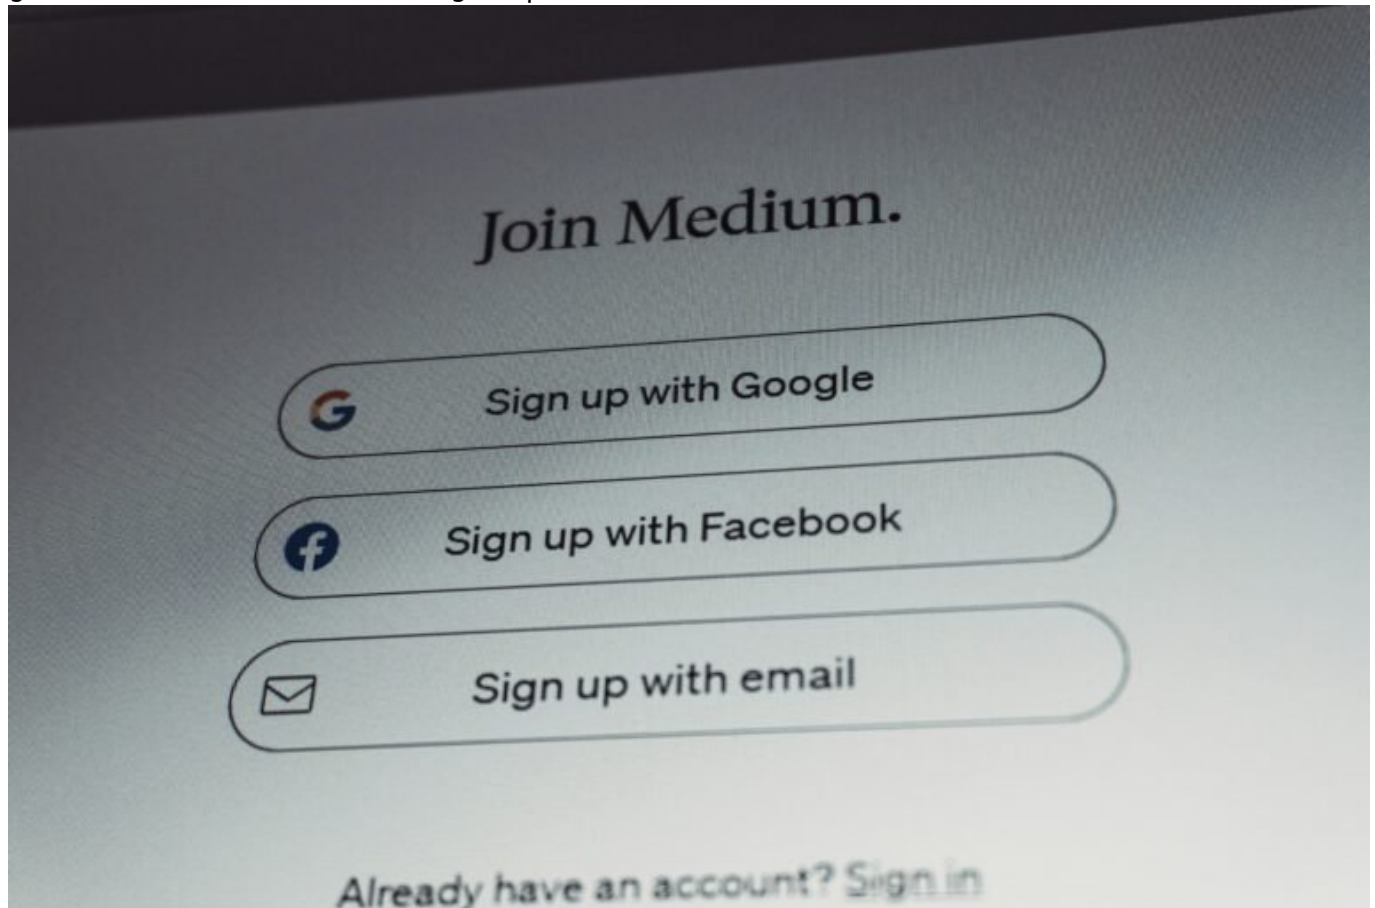 Join Medium.
Sign up with Google
Sign up with Facebook
Sign up with email
Already have an account? Sign in